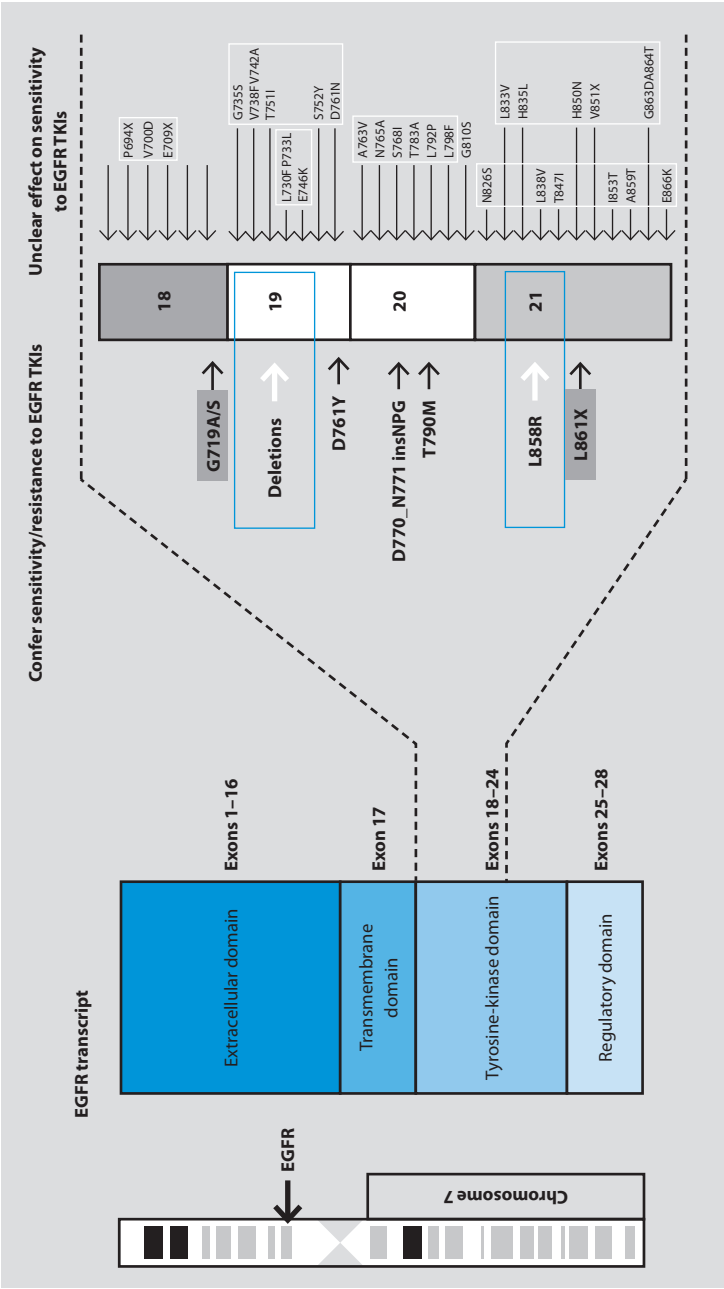 EGFR transcript
Confer sensitivity/resistance to EGFR TKIs
Unclear effect on sensitivity
to EGFR TKIs
Chromosome 7
EGFR
Extracellular domain
Exons 1–16
Transmembrane
domain
Exon 17
Tyrosine-kinase domain
Exons 18–24
Regulatory domain
Exons 25–28
G719A/S
Deletions
D761Y
D770_N771 insNPG
T790M
L858R
L861X
18
19
20
21
P694X
V700D
E709X
G735S
V738FV742A
T751I
L730F P733L
E746K
S752Y
D761N
A763V
N765A
S768I
T783A
L792P
L798F
G810S
N826S
L833V
H835L
L838V
T847I
H850N
V851X
I853T
A859T
G863DA864T
E866K